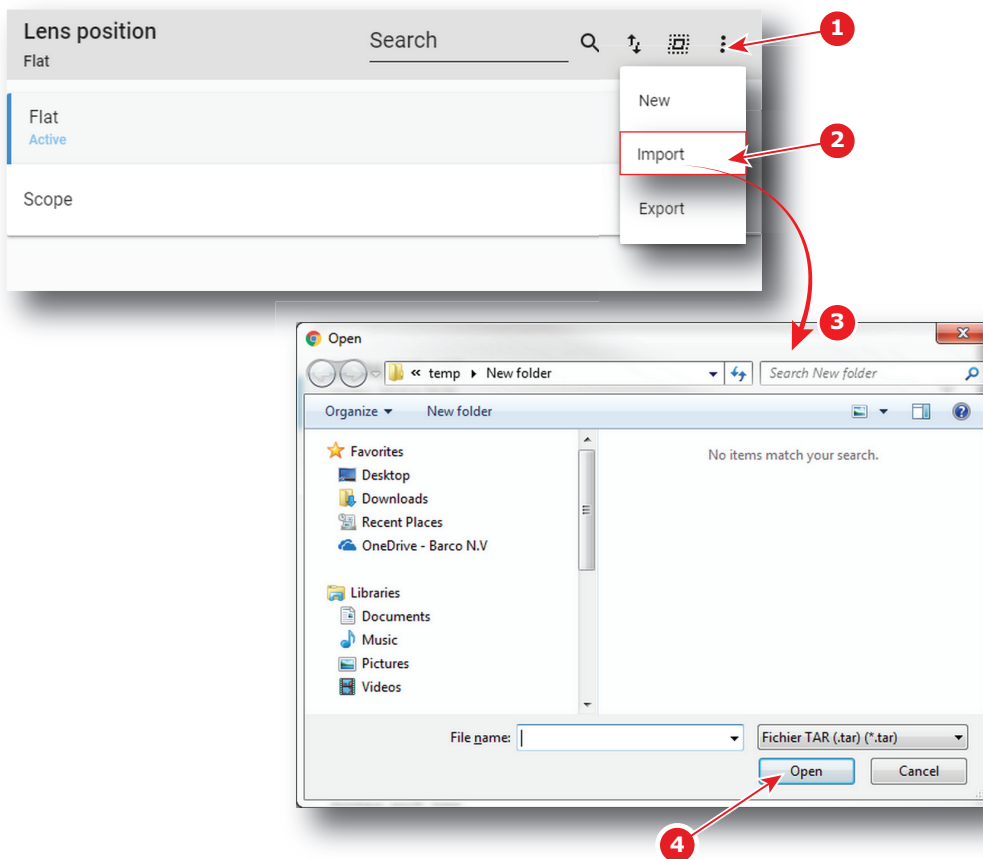 Lens position
Flat
Search
1
Flat
Active
Scope
New
Import
2
Export
3
Open
« temp New folder
Search New folder
Organize
New folder
Favorites
Desktop
Downloads
Recent Places
OneDrive - Barco N.V
Libraries
Documents
Music
Pictures
Videos
No items match your search.
File name:
Fichier TAR (.tar) (*.tar)
Open
Cancel
4